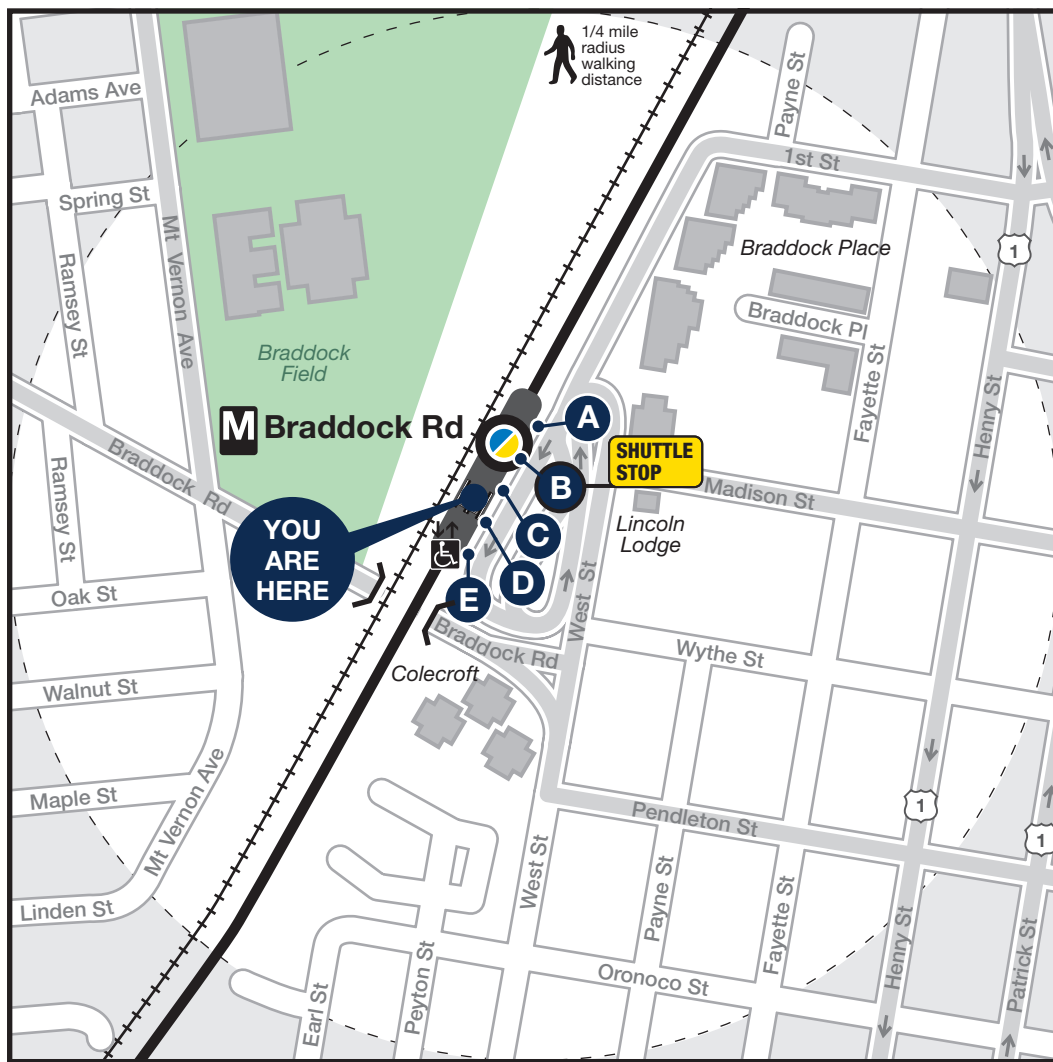 1/4 mile
radius
walking
distance
Adams Ave
Spring St
Ramsey St
Mt Vernon Ave
Payne St
1st St
1
Braddock Place
Braddock Pl
Fayette St
Henry St
Braddock
Field
M Braddock Rd
A
B
SHUTTLE
STOP
C
D
E
Madison St
Lincoln
Lodge
Braddock Rd
Ramsey St
YOU
ARE
HERE
Oak St
West St
Braddock Rd
Wythe St
Colecroft
Walnut St
Maple St
Mt Vernon Ave
Linden St
Pendleton St
1
1
West St
Payne St
Fayette St
Henry St
Patrick St
Oronoco St
Peyton St
Earl St